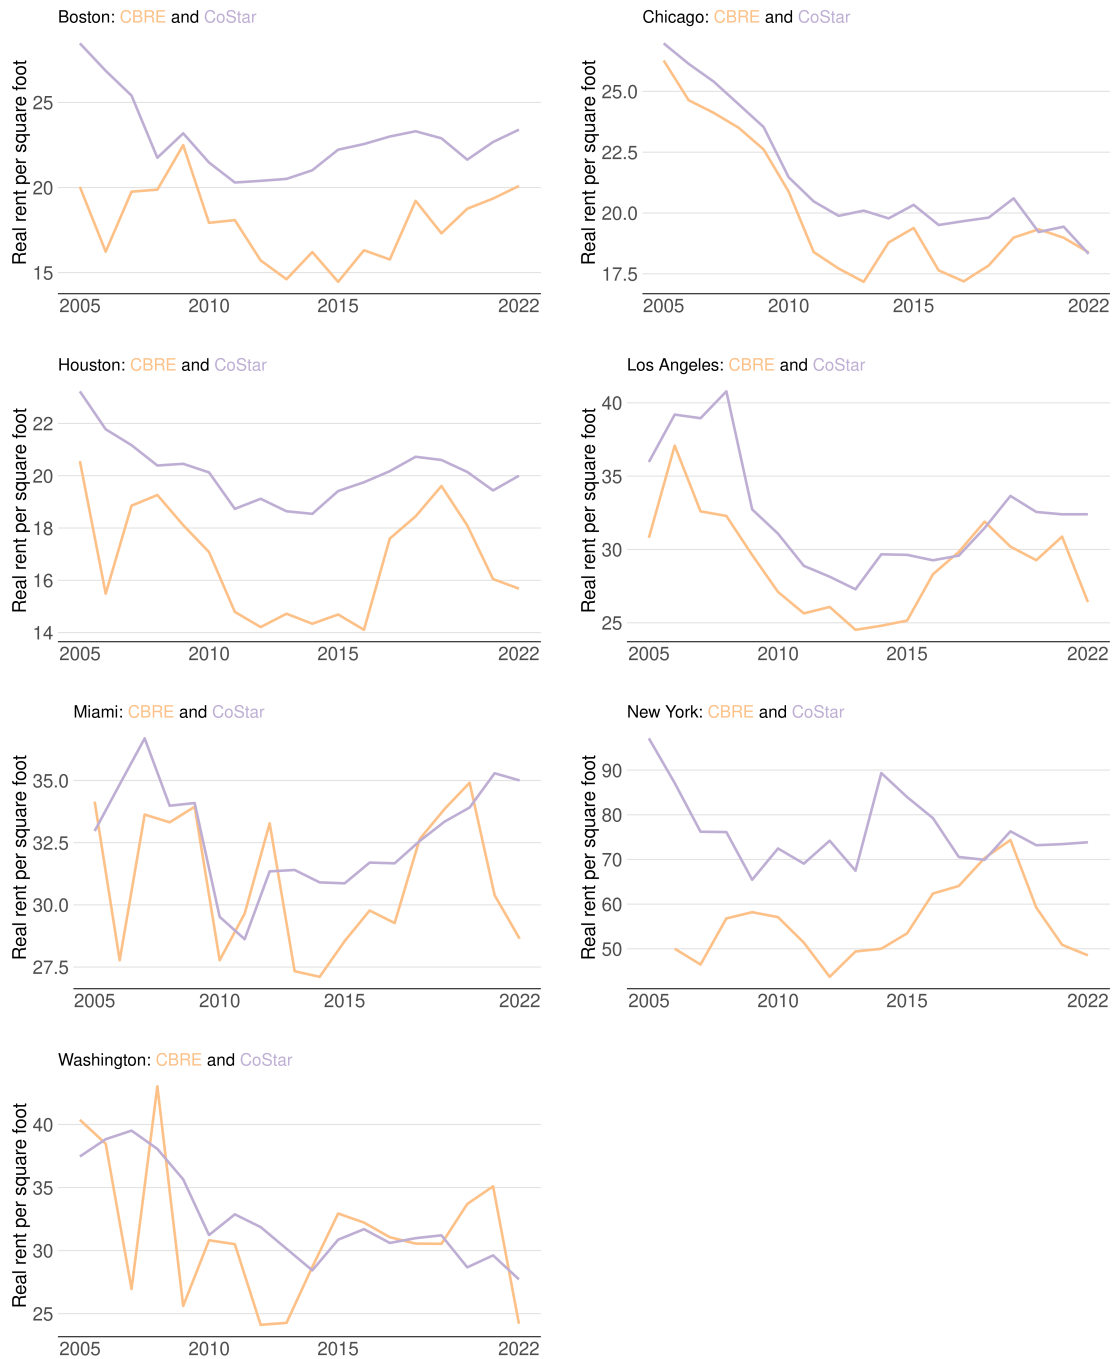 Boston: CBRE and CoStar
Real rent per square foot
25
20
15
2005 2010 2015 2022
Chicago: CBRE and CoStar
Real rent per square foot
25.0
22.5
20.0
17.5
2005 2010 2015 2022
Houston: CBRE and CoStar
Real rent per square foot
22
20
18
16
14
2005 2010 2015 2022
Los Angeles: CBRE and CoStar
Real rent per square foot
40
35
30
25
2005 2010 2015 2022
Miami: CBRE and CoStar
Real rent per square foot
35.0
32.5
30.0
27.5
2005 2010 2015 2022
New York: CBRE and CoStar
Real rent per square foot
90
80
70
60
50
2005 2010 2015 2022
Washington: CBRE and CoStar
Real rent per square foot
40
35
30
25
2005 2010 2015 2022